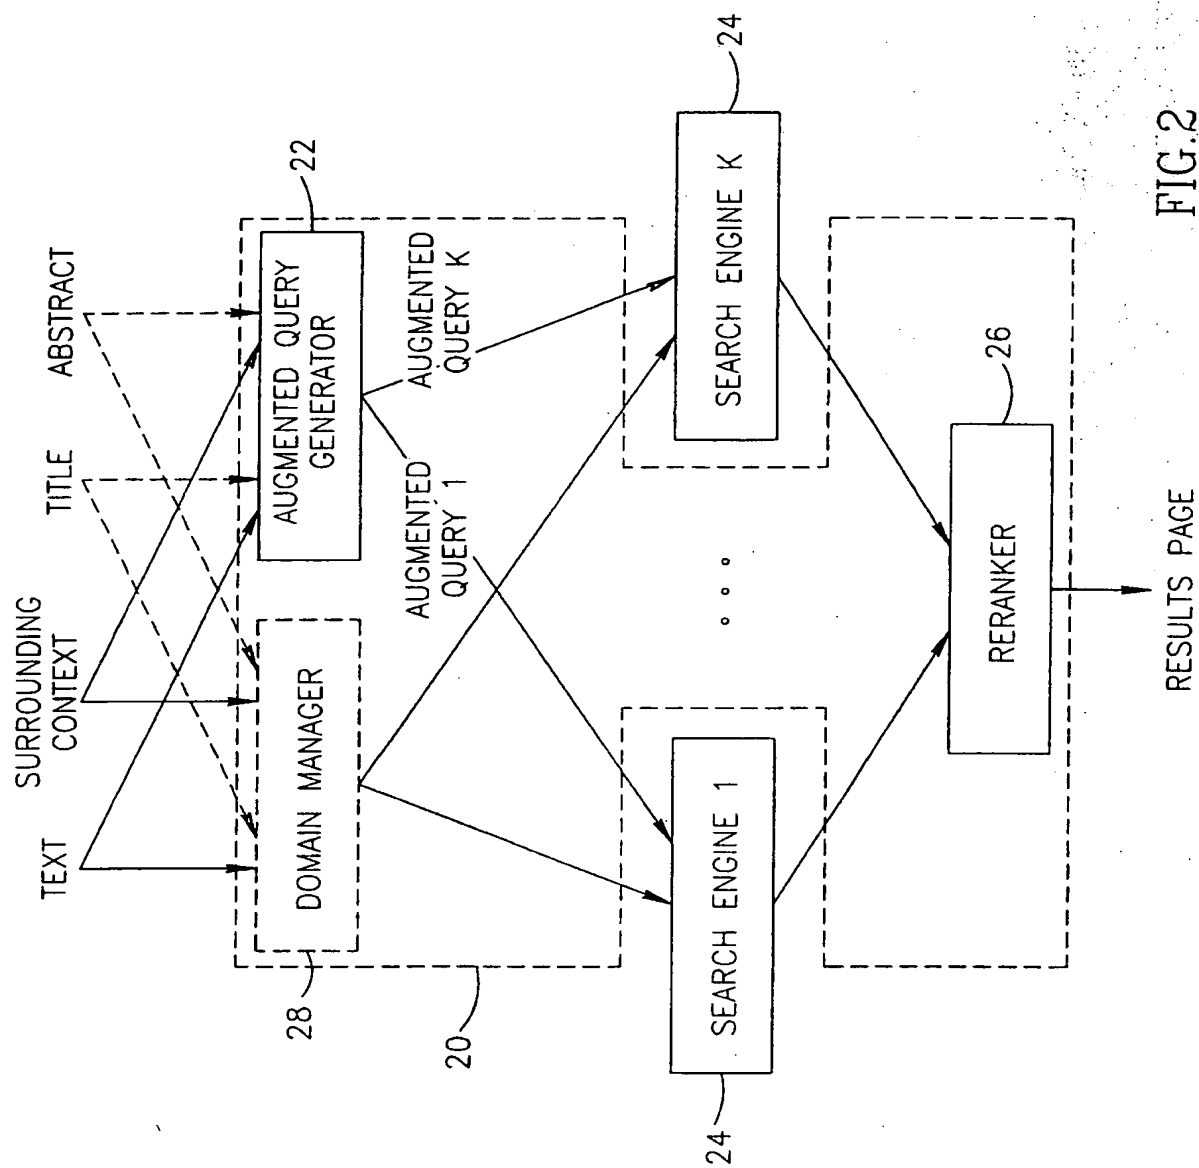 TEXT
SURROUNDING
CONTEXT
TITLE
ABSTRACT
28
DOMAIN MANAGER
AUGMENTED QUERY
GENERATOR
22
20
AUGMENTED
QUERY 1
AUGMENTED
QUERY K
24
SEARCH ENGINE 1
SEARCH ENGINE K
24
RERANKER
26
RESULTS PAGE
FIG.2